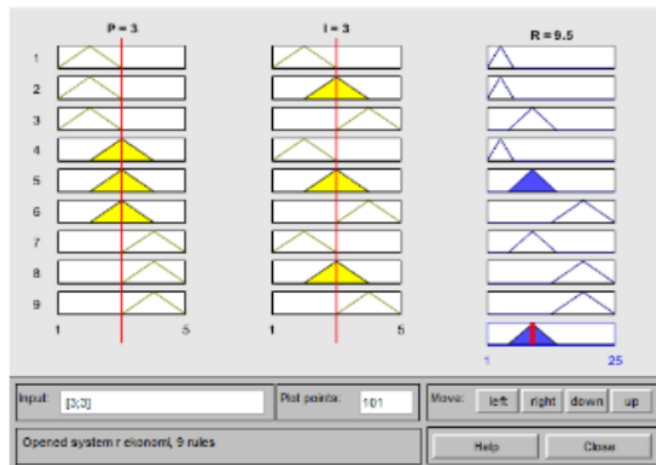 P = 3 I = 3 R = 9.5
1
2
3
4
5
6
7
8
9
1 5 1 5
1 25
Input: [3;3] Plot points: 101 Move: left right down up
Opened system r ekonomi, 9 rules Help Close